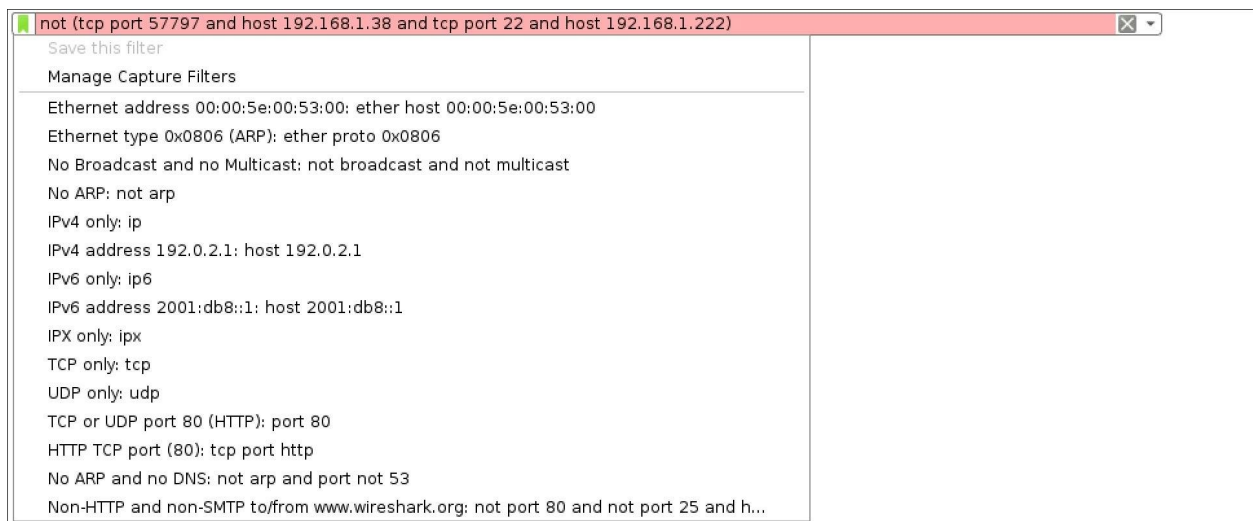 not (tcp port 57797 and host 192.168.1.38 and tcp port 22 and host 192.168.1.222)
Save this filter
Manage Capture Filters
Ethernet address 00:00:5e:00:53:00: ether host 00:00:5e:00:53:00
Ethernet type 0x0806 (ARP): ether proto 0x0806
No Broadcast and no Multicast: not broadcast and not multicast
No ARP: not arp
IPv4 only: ip
IPv4 address 192.0.2.1: host 192.0.2.1
IPv6 only: ip6
IPv6 address 2001:db8::1: host 2001:db8::1
IPX only: ipx
TCP only: tcp
UDP only: udp
TCP or UDP port 80 (HTTP): port 80
HTTP TCP port (80): tcp port http
No ARP and no DNS: not arp and port not 53
Non-HTTP and non-SMTP to/from www.wireshark.org: not port 80 and not port 25 and h...